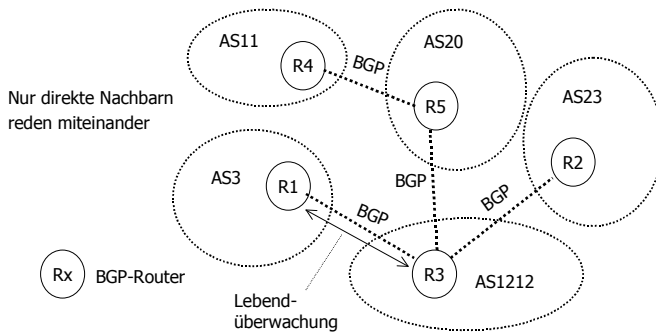 AS11
R4
BGP
AS20
R5
Nur direkte Nachbarn
reden miteinander
AS23
R2
AS3
R1
BGP
BGP
BGP
Rx
BGP-Router
R3
AS1212
Lebend-
überwachung